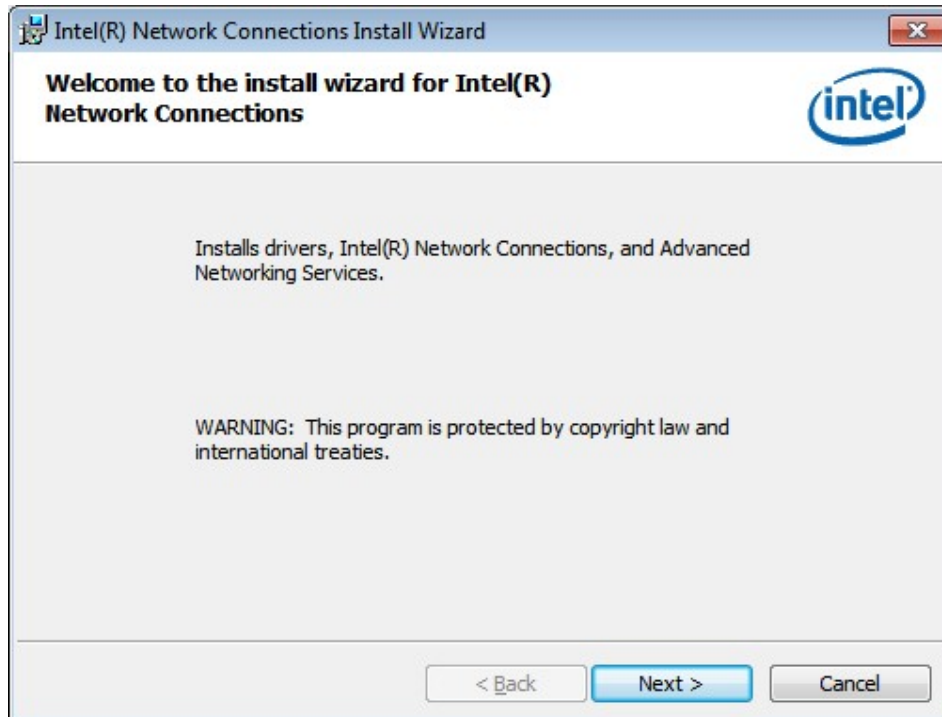 Intel(R) Network Connections Install Wizard
Welcome to the install wizard for Intel(R)
Network Connections
intel
Installs drivers, Intel(R) Network Connections, and Advanced
Networking Services.
WARNING:  This program is protected by copyright law and
international treaties.
< Back
Next >
Cancel